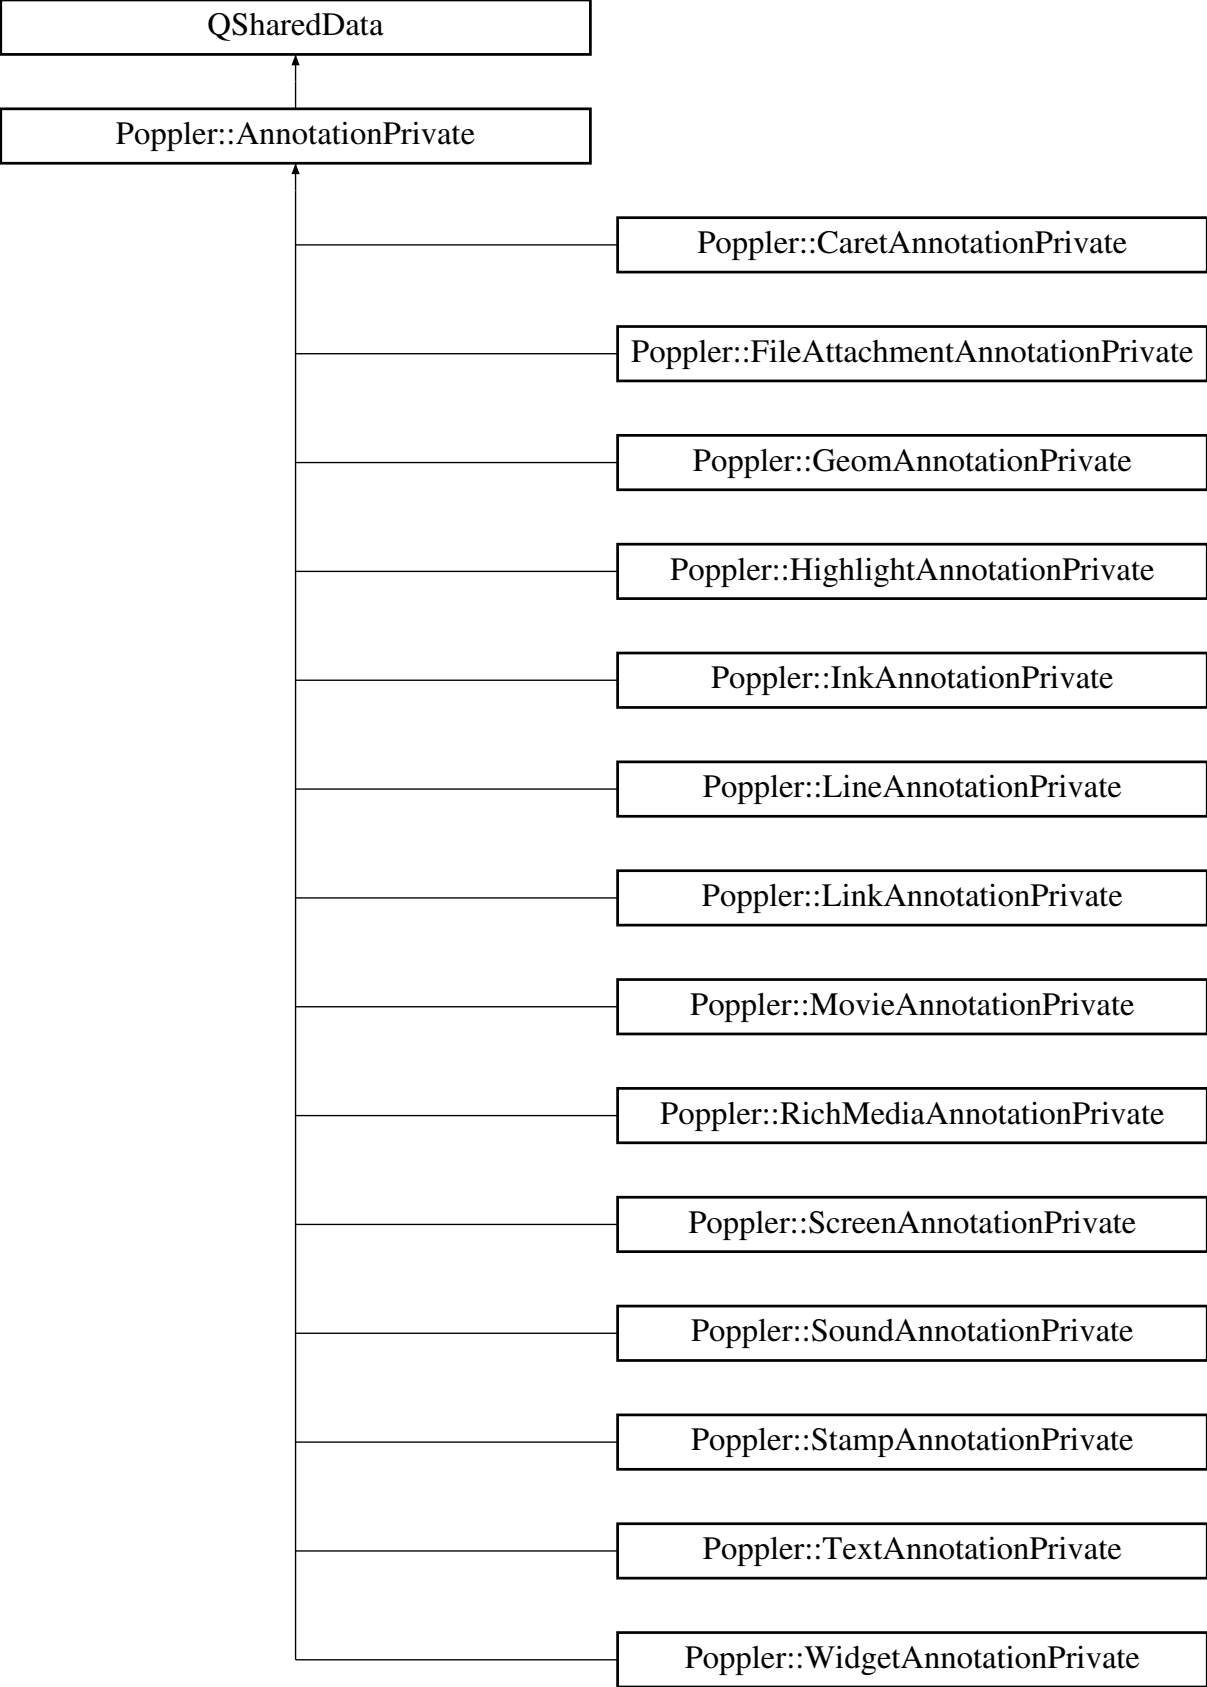 QSharedData
Poppler::AnnotationPrivate
Poppler::CaretAnnotationPrivate
Poppler::FileAttachmentAnnotationPrivate
Poppler::GeomAnnotationPrivate
Poppler::HighlightAnnotationPrivate
Poppler::InkAnnotationPrivate
Poppler::LineAnnotationPrivate
Poppler::LinkAnnotationPrivate
Poppler::MovieAnnotationPrivate
Poppler::RichMediaAnnotationPrivate
Poppler::ScreenAnnotationPrivate
Poppler::SoundAnnotationPrivate
Poppler::StampAnnotationPrivate
Poppler::TextAnnotationPrivate
Poppler::WidgetAnnotationPrivate